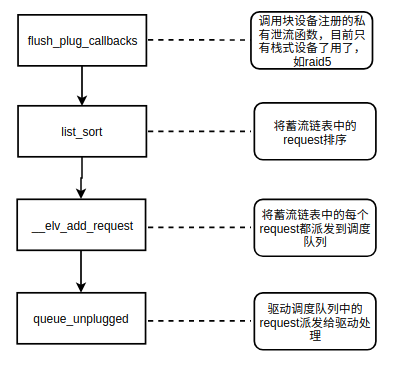 flush_plug_callbacks
调用块设备注册的私
有泄流函数，目前只
有栈式设备了用了，
如raid5
list_sort
将蓄流链表中的
request排序
__elv_add_request
将蓄流链表中的每个
request都派发到调度
队列
queue_unplugged
驱动调度队列中的
request派发给驱动处
理